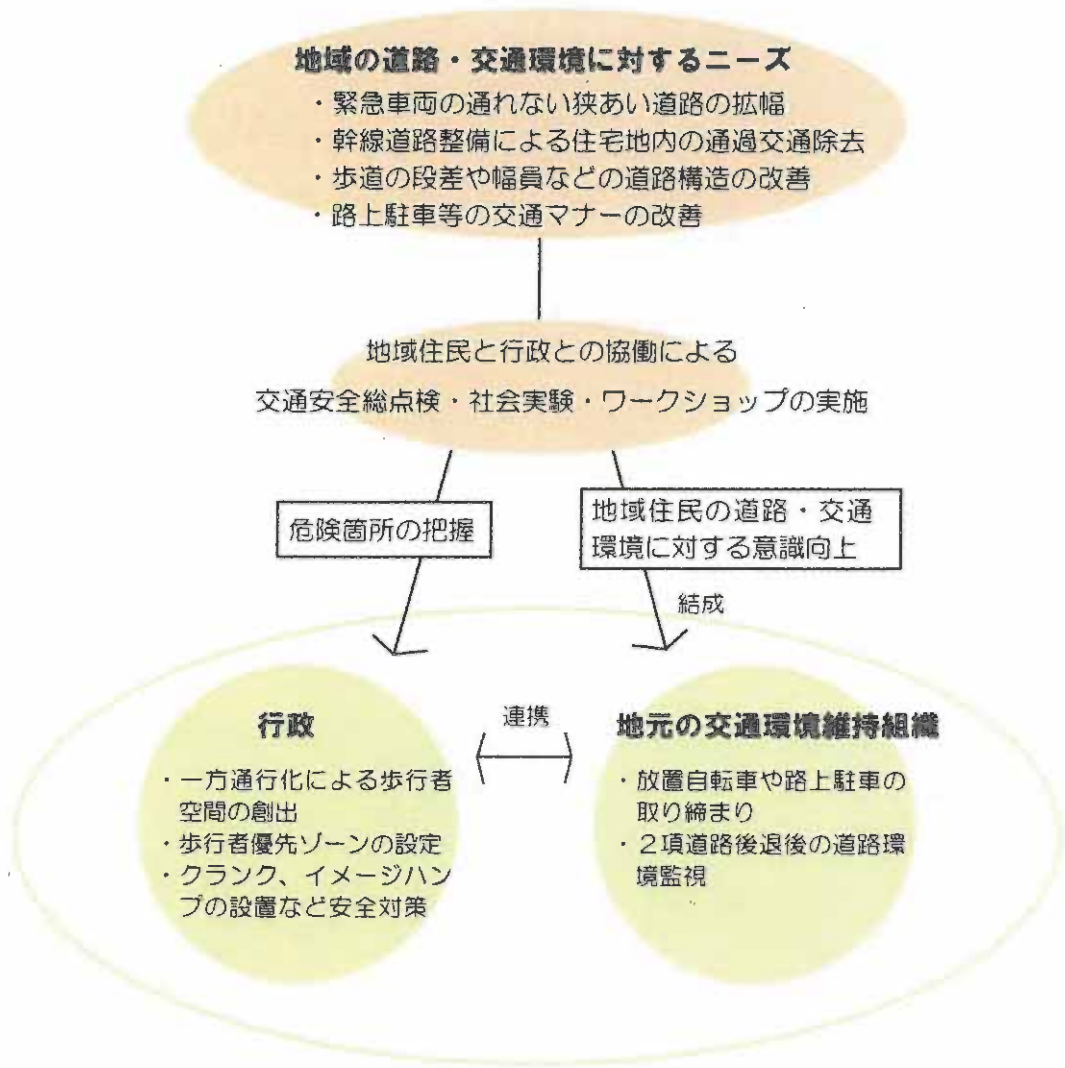 地域の道路・交通環境に対するニーズ
・緊急車両の通れない狭あい道路の拡幅
・幹線道路整備による住宅地内の通過交通除去
・歩道の段差や幅員などの道路構造の改善
・路上駐車等の交通マナーの改善
地域住民と行政との協働による
交通安全総点検・社会実験・ワークショップの実施
危険箇所の把握
地域住民の道路・交通
環境に対する意識向上
結成
行政
・一方通行化による歩行者
空間の創出
・歩行者優先ゾーンの設定
・クランク、イメージハン
プの設置など安全対策
連携
地元の交通環境維持組織
・放置自転車や路上駐車の
取り締まり
・２項道路後退後の道路環
境監視